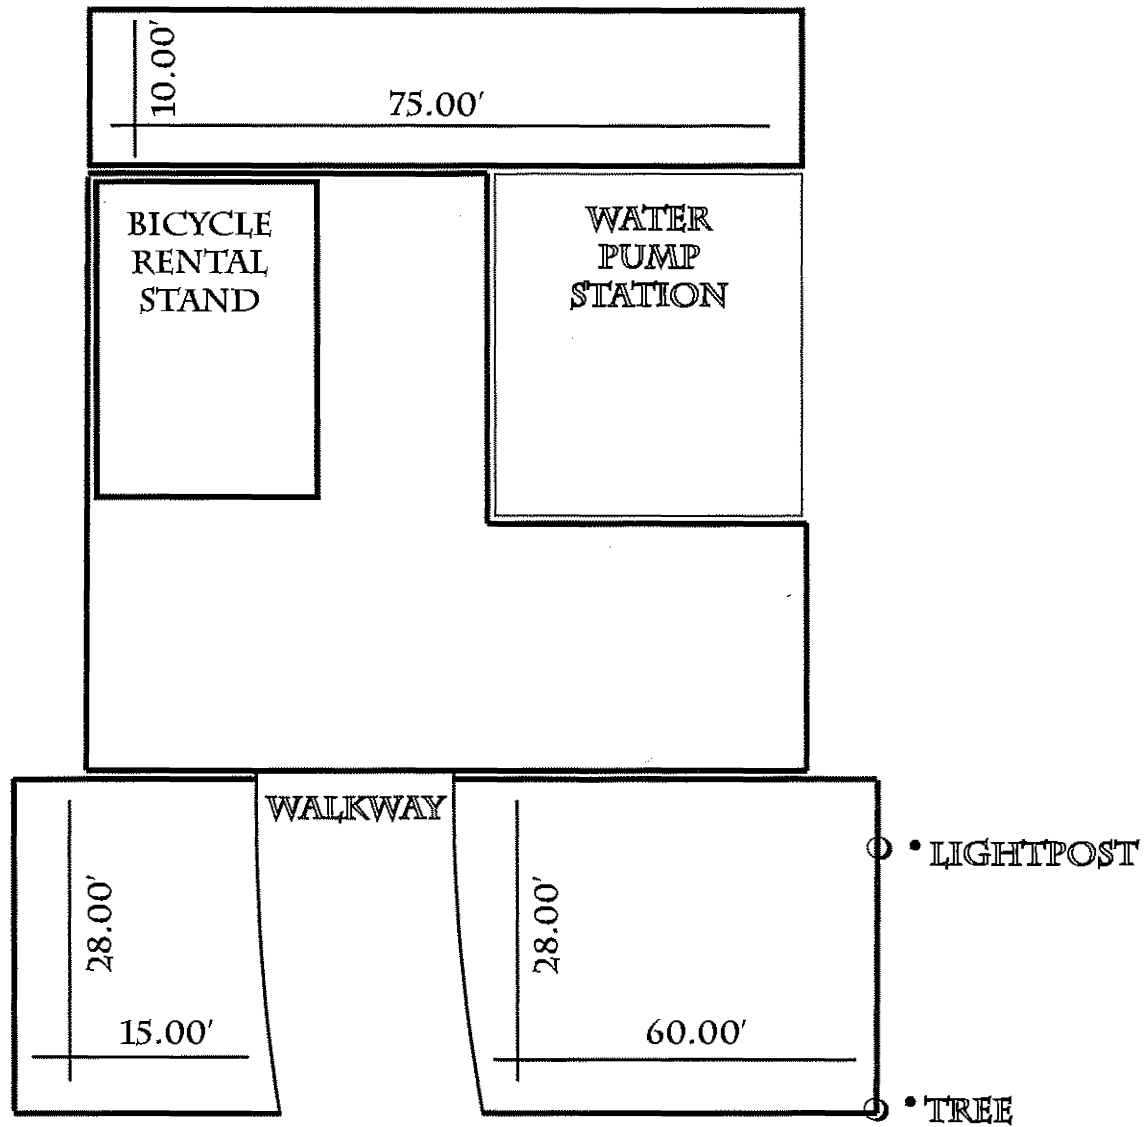 10.00'
75.00'
BICYCLE
RENTAL
STAND
WATER
PUMP
STATION
WALKWAY
• LIGHTPOST
28.00'
28.00'
15.00'
60.00'
• TREE